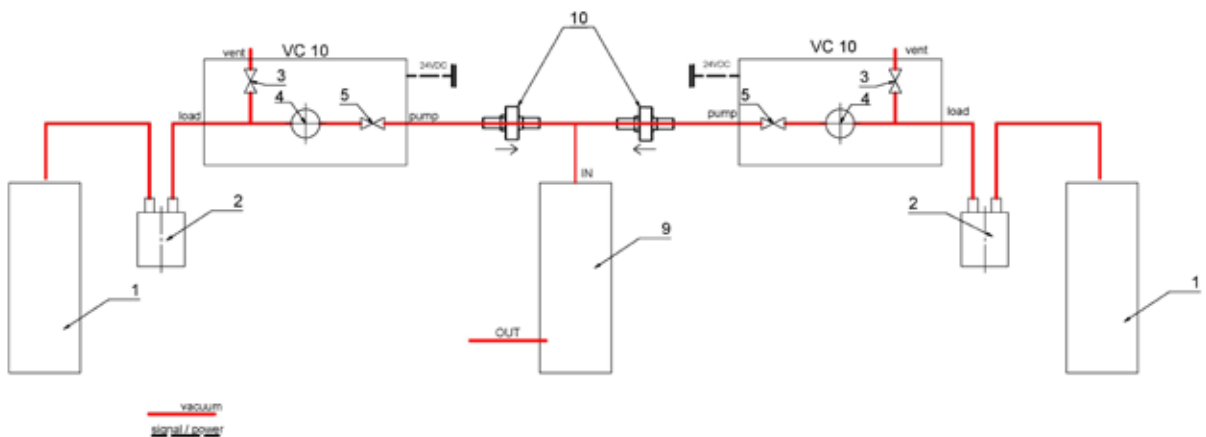 10
VC 10
VC 10
vent
24VDC
24VDC
vent
3
3
4
5
5
4
load
pump
pump
load
IN
2
2
9
1
1
OUT
vacuum
signal / power